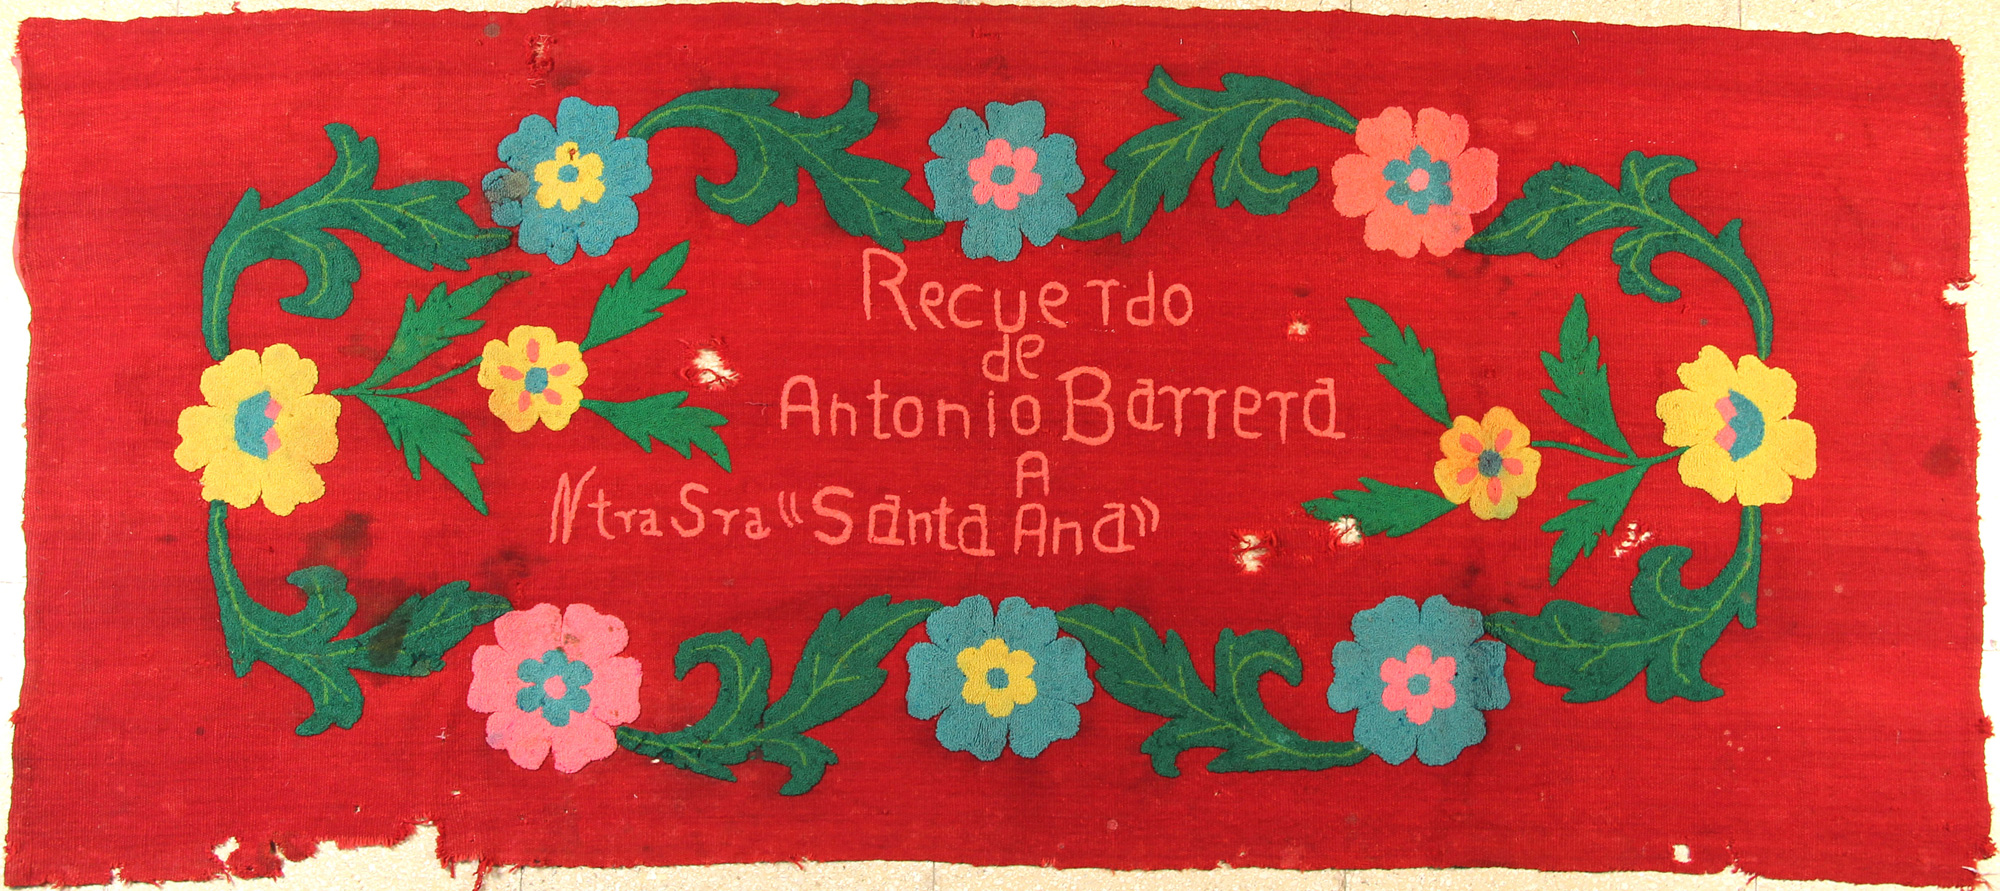 Recuerdo
de
Antonio Barrera
A
Ntra Sra "Santa Ana"